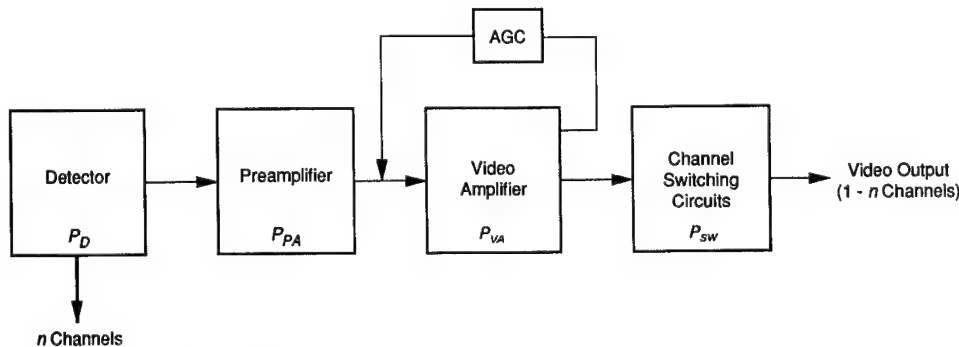 AGC
Detector
P_D
Preamplifier
P_PA
Video
Amplifier
P_VA
Channel
Switching
Circuits
P_SW
Video Output
(1 - n Channels)
n Channels